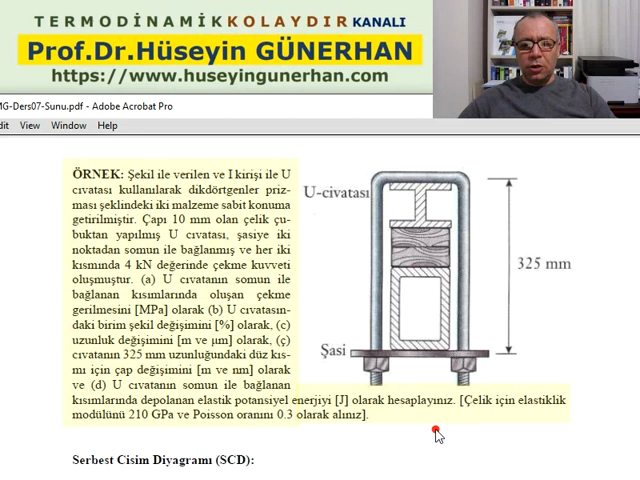 TERMODİNAMİKKOLAYDIR KANALI
Prof.Dr.Hüseyin GÜNERHAN
https://www.huseyingunerhan.com
MG-Ders07-Sunu.pdf - Adobe Acrobat Pro
dit View Window Help
ÖRNEK: Şekil ile verilen ve I kirişi ile U
cıvatası kullanılarak dikdörtgenler priz-
ması şeklindeki iki malzeme sabit konuma
getirilmiştir. Çapı 10 mm olan çelik çu-
buktan yapılmış U cıvatası, şasiye iki
noktadan somun ile bağlanmış ve her iki
kısmında 4 kN değerinde çekme kuvveti
oluşmuştur. (a) U cıvatanın somun ile
bağlanan kısımlarında oluşan çekme
gerilmesini [MPa] olarak (b) U cıvatasın-
daki birim şekil değişimini [%] olarak, (c)
uzunluk değişimini [m ve μm] olarak, (ç)
cıvatanın 325 mm uzunluğundaki düz kıs-
mı için çap değişimini [m ve nm] olarak
ve (d) U cıvatanın somun ile bağlanan
kısımlarında depolanan elastik potansiyel enerjiyi [J] olarak hesaplayınız. [Çelik için elastiklik
modülünü 210 GPa ve Poisson oranını 0.3 olarak alınız].
U-civatası
325 mm
Şasi
Serbest Cisim Diyagramı (SCD):